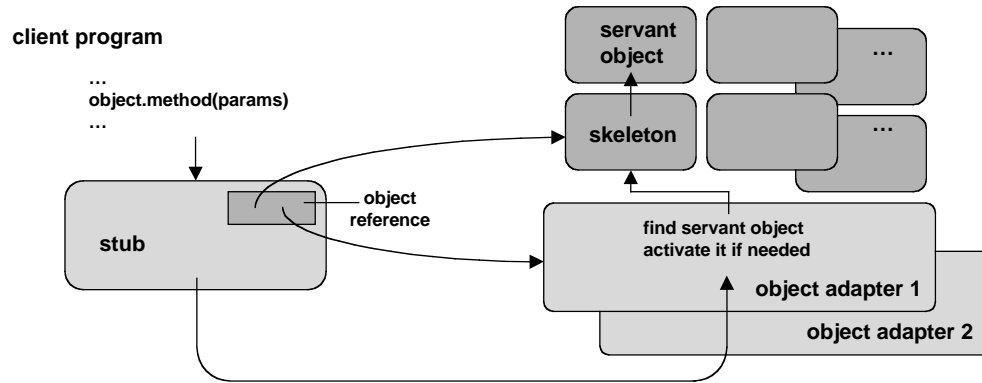 client program
…
object.method(params)
…
stub
object
reference
servant
object
…
skeleton
…
find servant object
activate it if needed
object adapter 1
object adapter 2